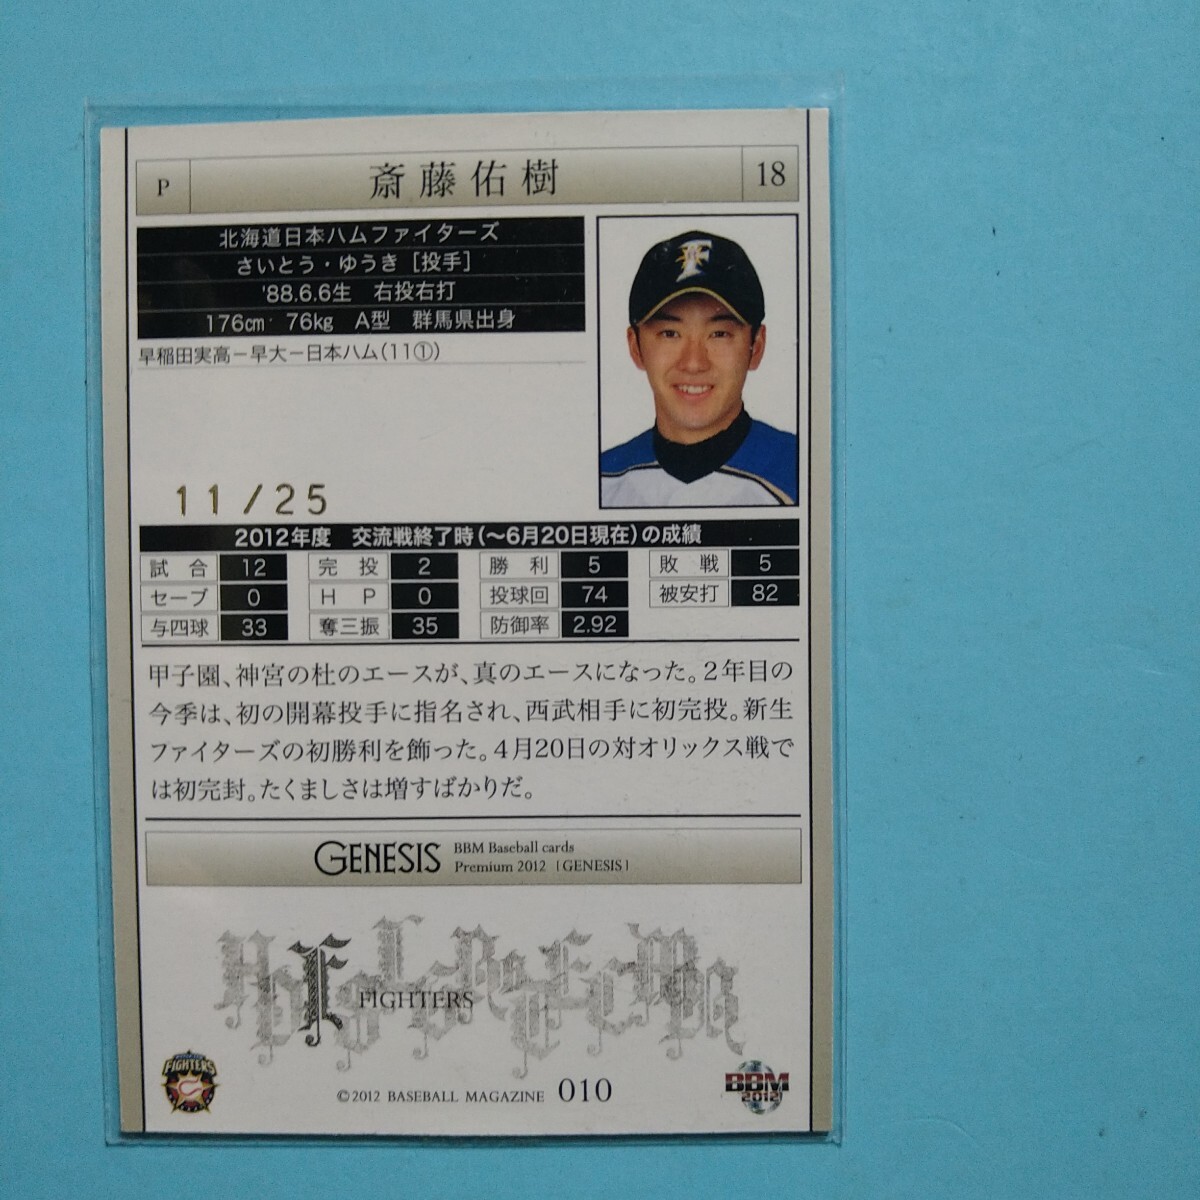 P 斎藤佑樹 18
北海道日本ハムファイターズ
さいとう・ゆうき［投手］
'88.6.6生　右投右打
176cm　76kg　A型　群馬県出身
早稲田実高－早大－日本ハム(11①)
11/25
2012年度　交流戦終了時(～6月20日現在)の成績
試合 12 完投 2 勝利 5 敗戦 5
セーブ 0 HP 0 投球回 74 被安打 82
与四球 33 奪三振 35 防御率 2.92
甲子園、神宮の杜のエースが、真のエースになった。２年目の
今季は、初の開幕投手に指名され、西武相手に初完投。新生
ファイターズの初勝利を飾った。４月20日の対オリックス戦で
は初完封。たくましさは増すばかりだ。
GENESIS BBM Baseball cards
Premium 2012 [GENESIS]
F
FIGHTERS
FIGHTERS
©2012 BASEBALL MAGAZINE 010
BBM
2012